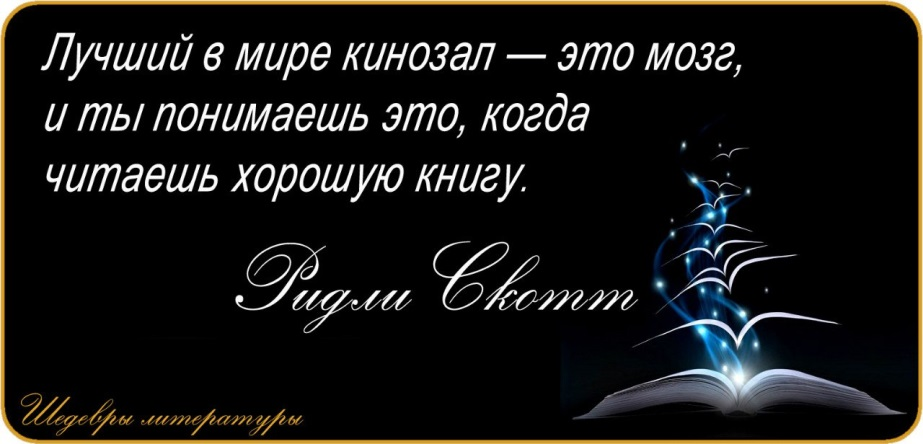 Лучший в мире кинозал — это мозг,
и ты понимаешь это, когда
читаешь хорошую книгу.
Ридли Скотт
Шедевры литературы